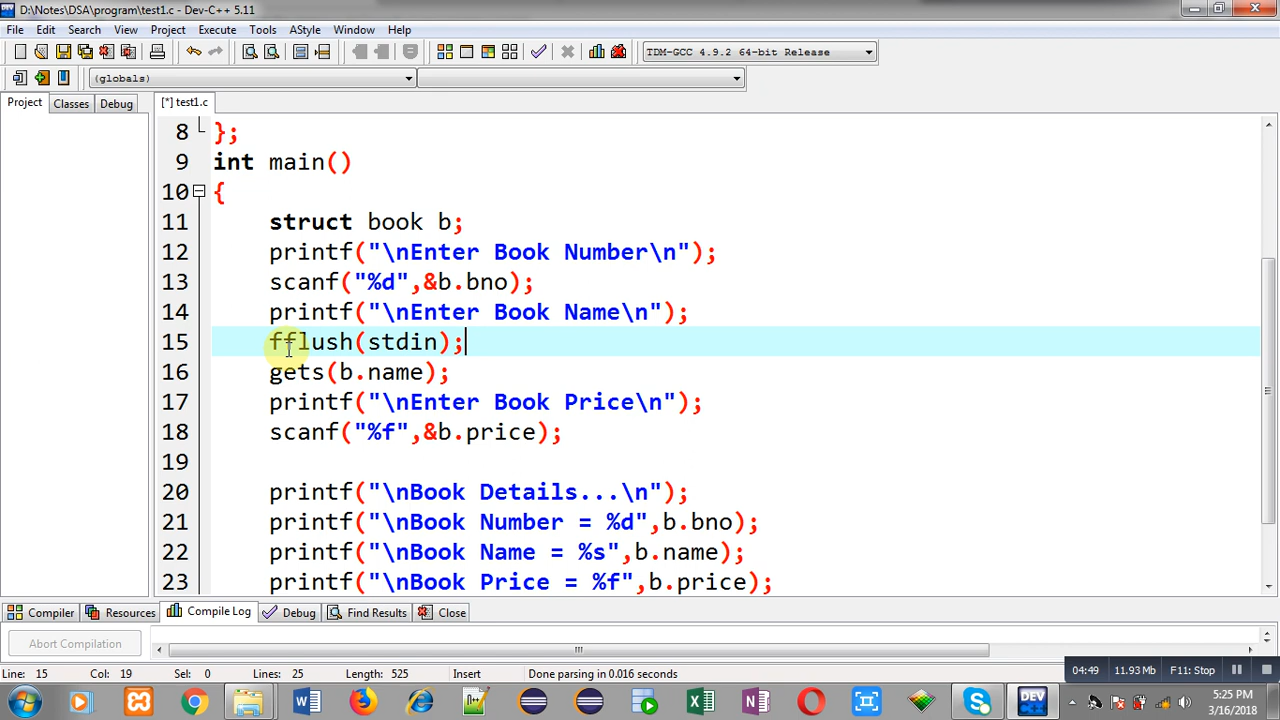 D:\Notes\DSA\program\test1.c - Dev-C++ 5.11
File Edit Search View Project Execute Tools AStyle Window Help
TDM-GCC 4.9.2 64-bit Release
(globals)
Project Classes Debug
[*] test1.c
8 };
9 int main()
10 {
11 struct book b;
12 printf("\nEnter Book Number\n");
13 scanf("%d",&b.bno);
14 printf("\nEnter Book Name\n");
15 fflush(stdin);
16 gets(b.name);
17 printf("\nEnter Book Price\n");
18 scanf("%f",&b.price);
19
20 printf("\nBook Details...\n");
21 printf("\nBook Number = %d",b.bno);
22 printf("\nBook Name = %s",b.name);
23 printf("\nBook Price = %f",b.price);
Compiler Resources Compile Log Debug Find Results Close
Abort Compilation
Line: 15 Col: 19 Sel: 0 Lines: 25 Length: 525 Insert Done parsing in 0.016 seconds
04:49 11.93 Mb F11: Stop
DEV
5:25 PM
3/16/2018